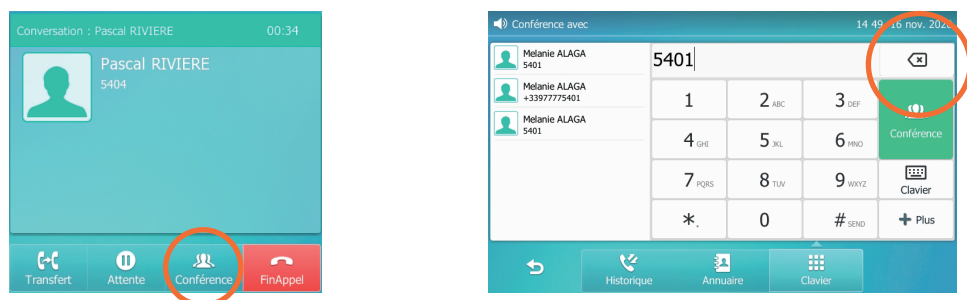 Conversation : Pascal RIVIERE 00:34
Pascal RIVIERE
5404
Transfert Attente Conférence FinAppel
Conférence avec 14 49 16 nov. 2020
Melanie ALAGA
5401
Melanie ALAGA
+33977775401
Melanie ALAGA
5401
5401
1 2 ABC 3 DEF
Conférence
4 GHI 5 JKL 6 MNO
7 PQRS 8 TUV 9 WXYZ Clavier
*. 0 # SEND + Plus
Historique Annuaire Clavier